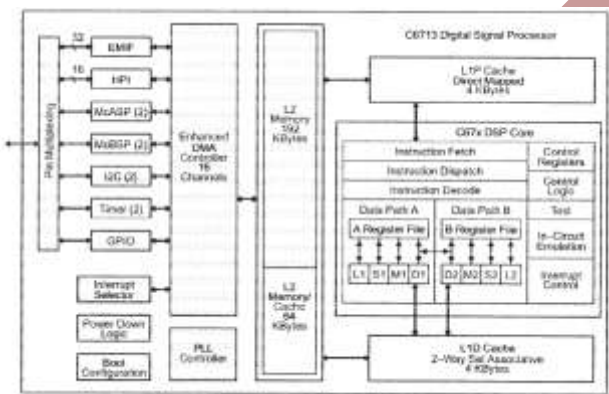 C6713 Digital Signal Processor
32
EMIF
16
HPI
McASP (2)
McBSP (2)
I2C (2)
Timer (2)
GPIO
Pin Multiplexing
Interrupt
Selector
Power Down
Logic
Boot
Configuration
Enhanced
DMA
Controller
16
Channels
PLL
Controller
L2
Memory
192
KBytes
L2
Memory/
Cache
64
KBytes
L1P Cache
Direct Mapped
4 KBytes
C67x DSP Core
Instruction Fetch
Instruction Dispatch
Instruction Decode
Data Path A
A Register File
L1 S1 M1 D1
Data Path B
B Register File
D2 M2 S2 L2
Control
Registers
Control
Logic
Test
In-Circuit
Emulation
Interrupt
Control
L1D Cache
2-Way Set Associative
4 KBytes